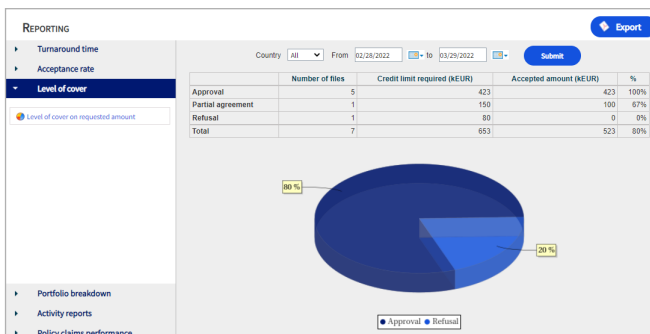 REPORTING
Export
Turnaround time
Acceptance rate
Level of cover
Level of cover on requested amount
Country All From 02/28/2022 to 03/29/2022 Submit
Number of files Credit limit required (kEUR) Accepted amount (kEUR) %
Approval 5 423 423 100%
Partial agreement 1 150 100 67%
Refusal 1 80 0 0%
Total 7 653 523 80%
80 %
20 %
Approval Refusal
Portfolio breakdown
Activity reports
Policy claims performance